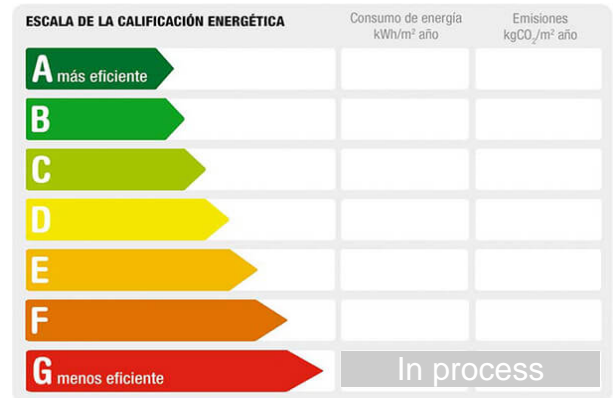 ESCALA DE LA CALIFICACIÓN ENERGÉTICA
Consumo de energía
kWh/m² año
Emisiones
kgCO₂/m² año
A más eficiente
B
C
D
E
F
G menos eficiente
In process